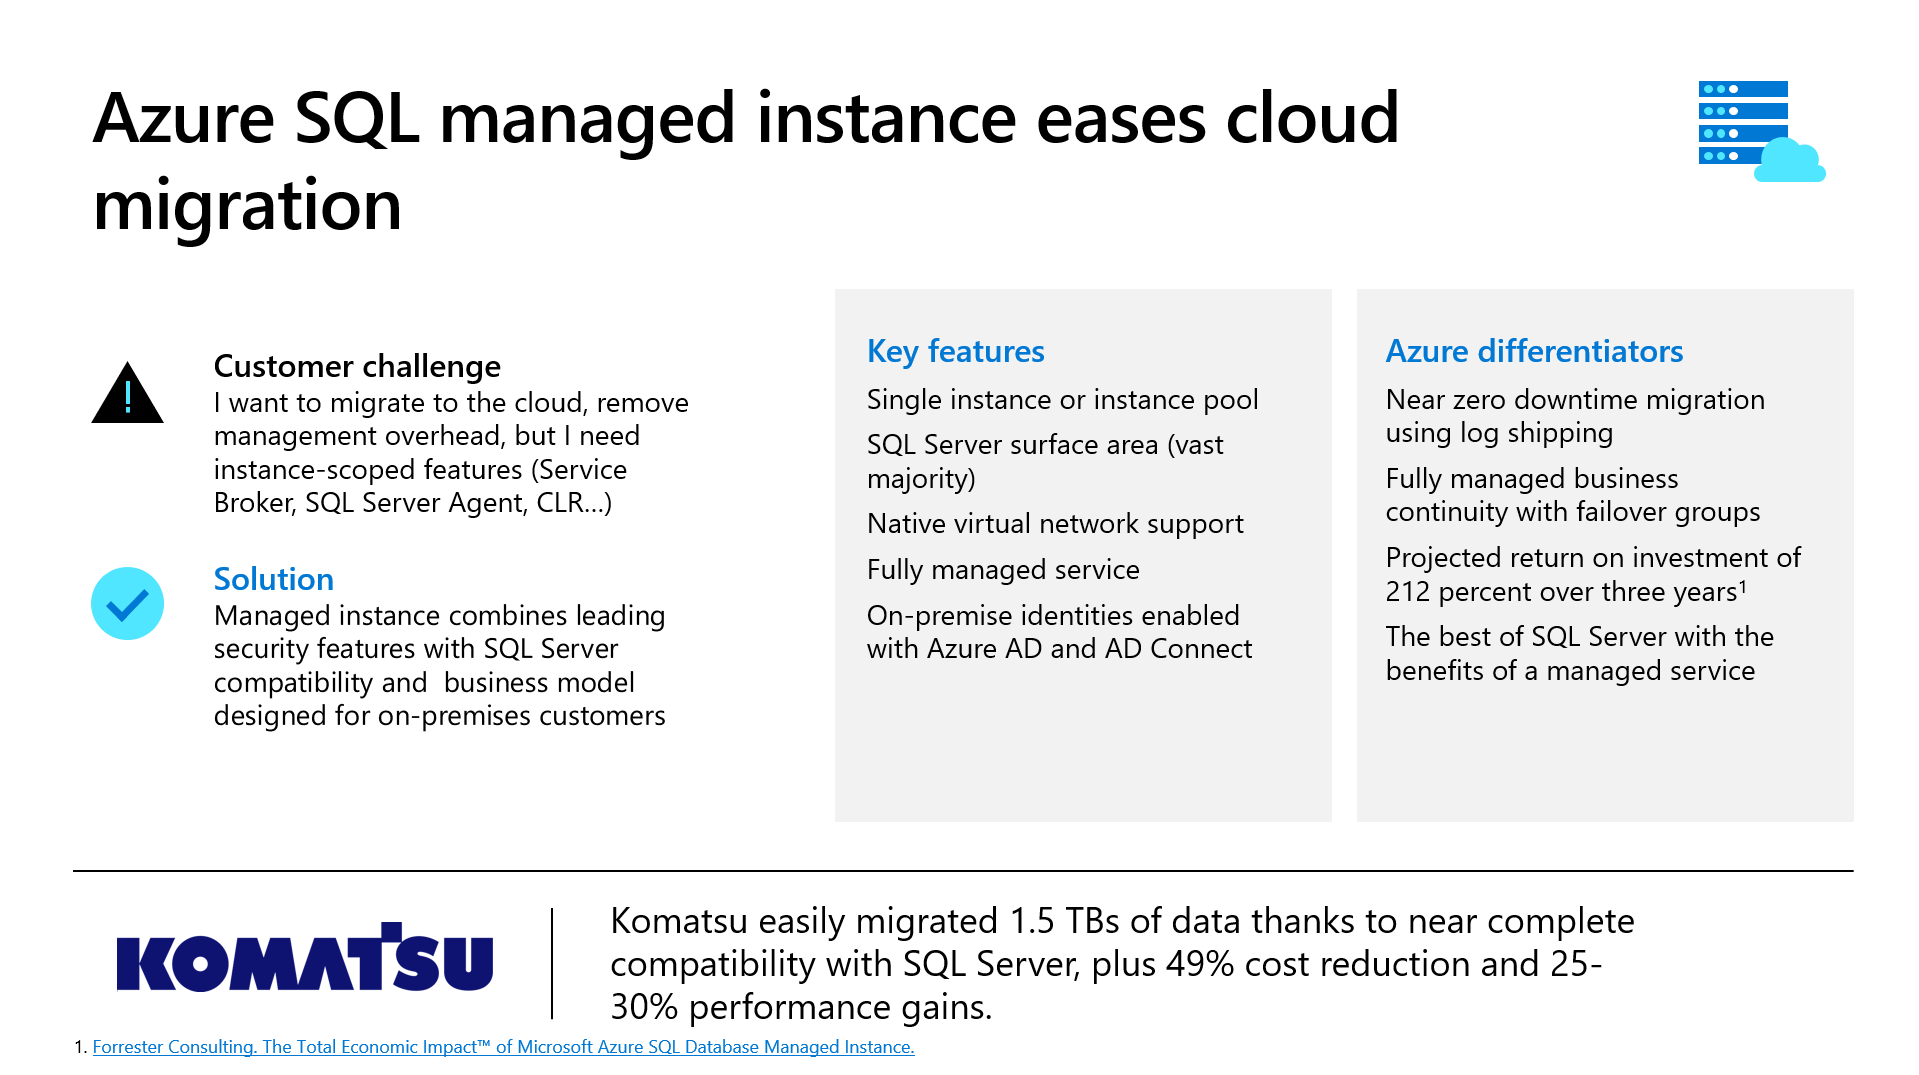 Azure SQL managed instance eases cloud
migration
Customer challenge
I want to migrate to the cloud, remove
management overhead, but I need
instance-scoped features (Service
Broker, SQL Server Agent, CLR...)
Solution
Managed instance combines leading
security features with SQL Server
compatibility and  business model
designed for on-premises customers
Key features
Single instance or instance pool
SQL Server surface area (vast
majority)
Native virtual network support
Fully managed service
On-premise identities enabled
with Azure AD and AD Connect
Azure differentiators
Near zero downtime migration
using log shipping
Fully managed business
continuity with failover groups
Projected return on investment of
212 percent over three years¹
The best of SQL Server with the
benefits of a managed service
KOMATSU
Komatsu easily migrated 1.5 TBs of data thanks to near complete
compatibility with SQL Server, plus 49% cost reduction and 25-
30% performance gains.
1. Forrester Consulting. The Total Economic Impact™ of Microsoft Azure SQL Database Managed Instance.